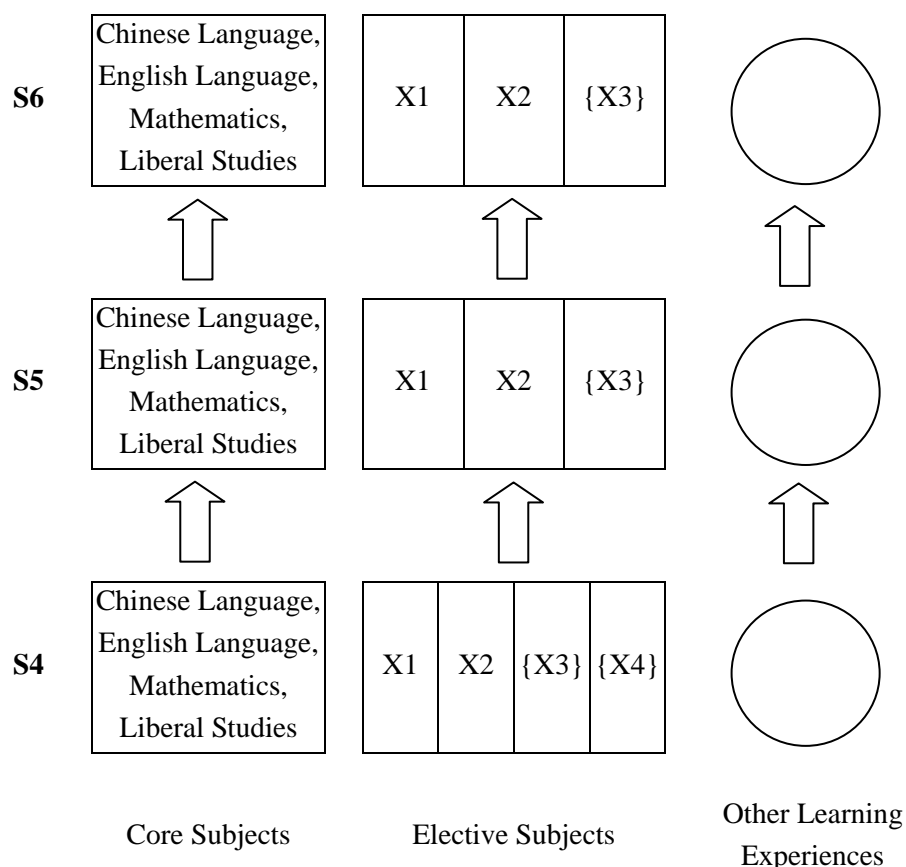 S6
Chinese Language,
English Language,
Mathematics,
Liberal Studies
X1 X2 {X3}
S5
Chinese Language,
English Language,
Mathematics,
Liberal Studies
X1 X2 {X3}
S4
Chinese Language,
English Language,
Mathematics,
Liberal Studies
X1 X2 {X3} {X4}
Core Subjects
Elective Subjects
Other Learning
Experiences